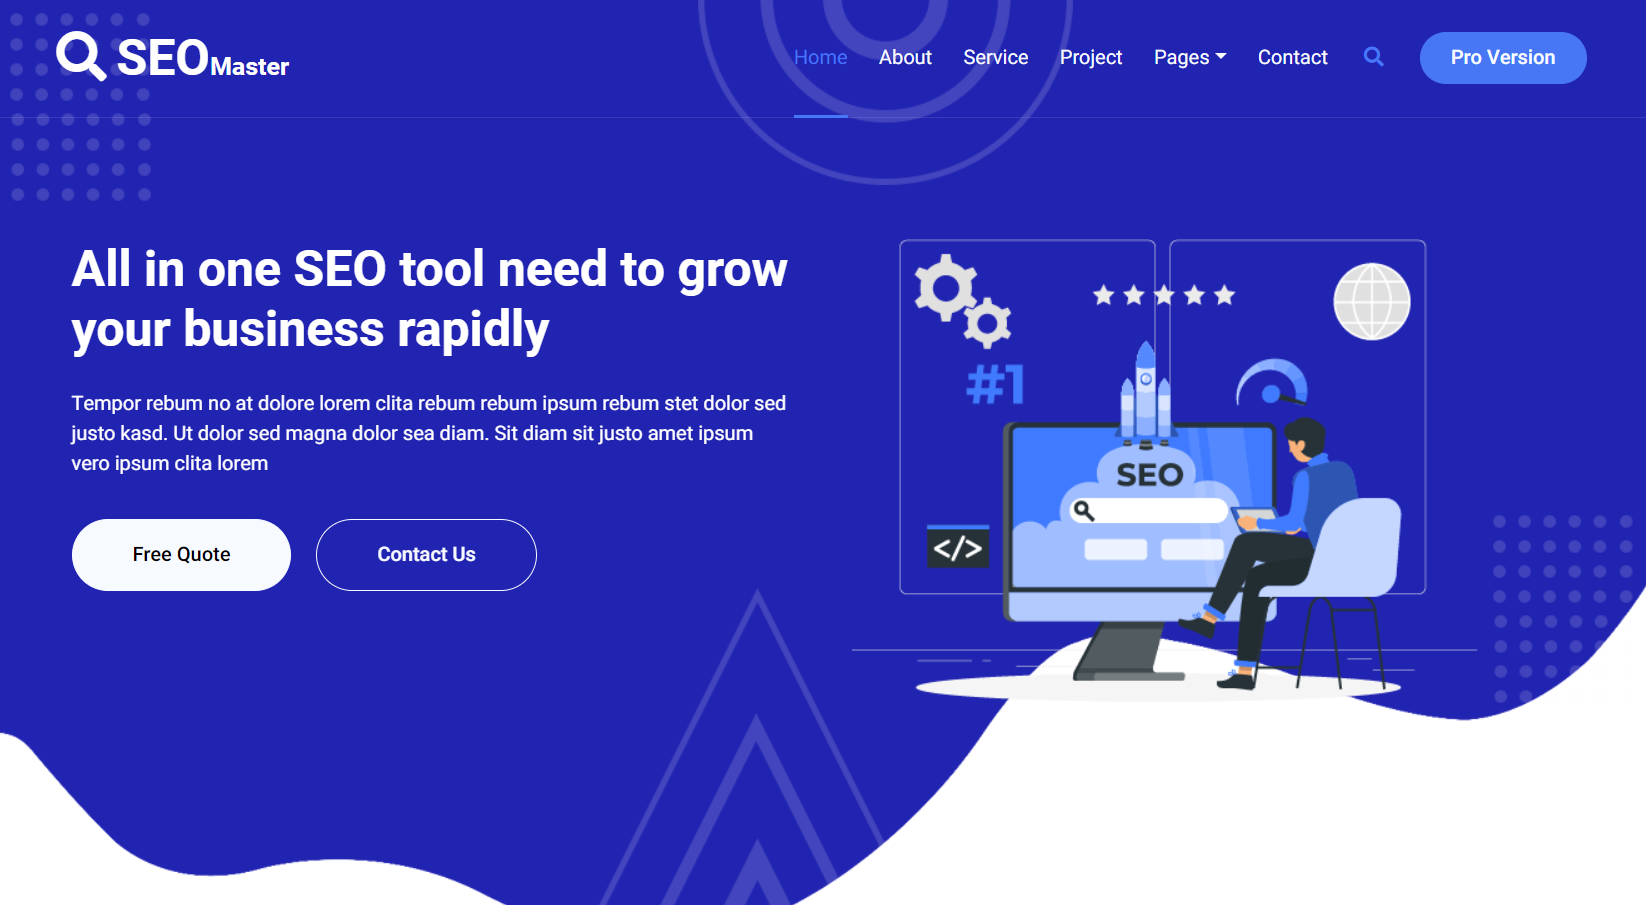 SEOMaster
Home About Service Project Pages Contact Pro Version
All in one SEO tool need to grow
your business rapidly
Tempor rebum no at dolore lorem clita rebum rebum ipsum rebum stet dolor sed
justo kasd. Ut dolor sed magna dolor sea diam. Sit diam sit justo amet ipsum
vero ipsum clita lorem
Free Quote Contact Us
#1
SEO
</>